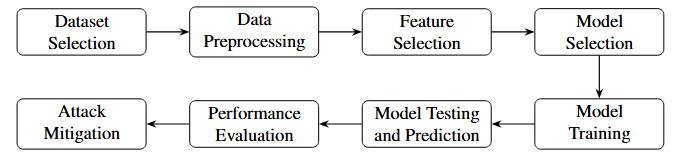 Dataset
Selection
Data
Preprocessing
Feature
Selection
Model
Selection
Model
Training
Model Testing
and Prediction
Performance
Evaluation
Attack
Mitigation